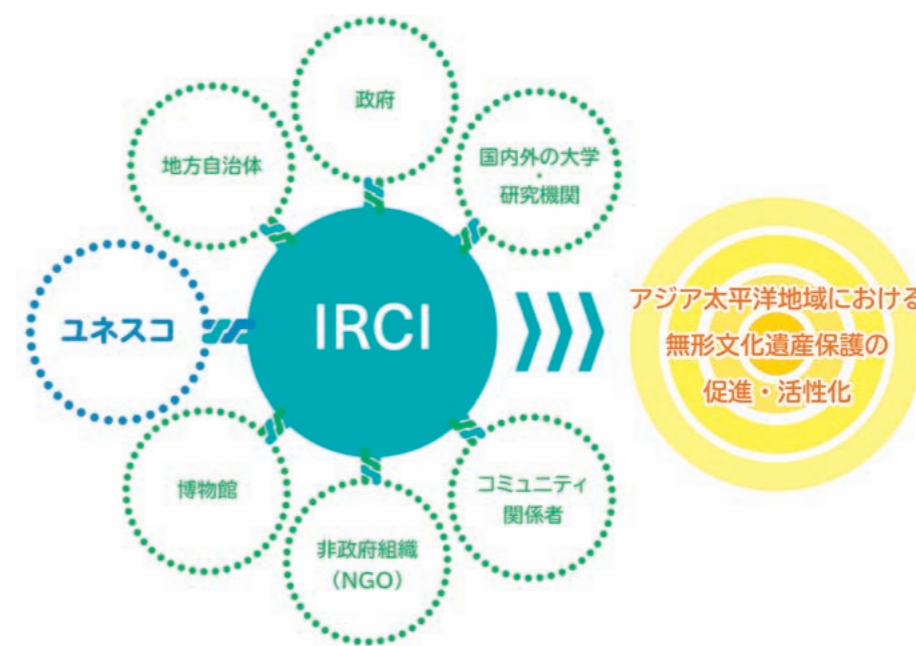 政府
地方自治体
国内外の大学
・
研究機関
ユネスコ
IRCI
アジア太平洋地域における
無形文化遺産保護の
促進・活性化
博物館
コミュニティ
関係者
非政府組織
（NGO）